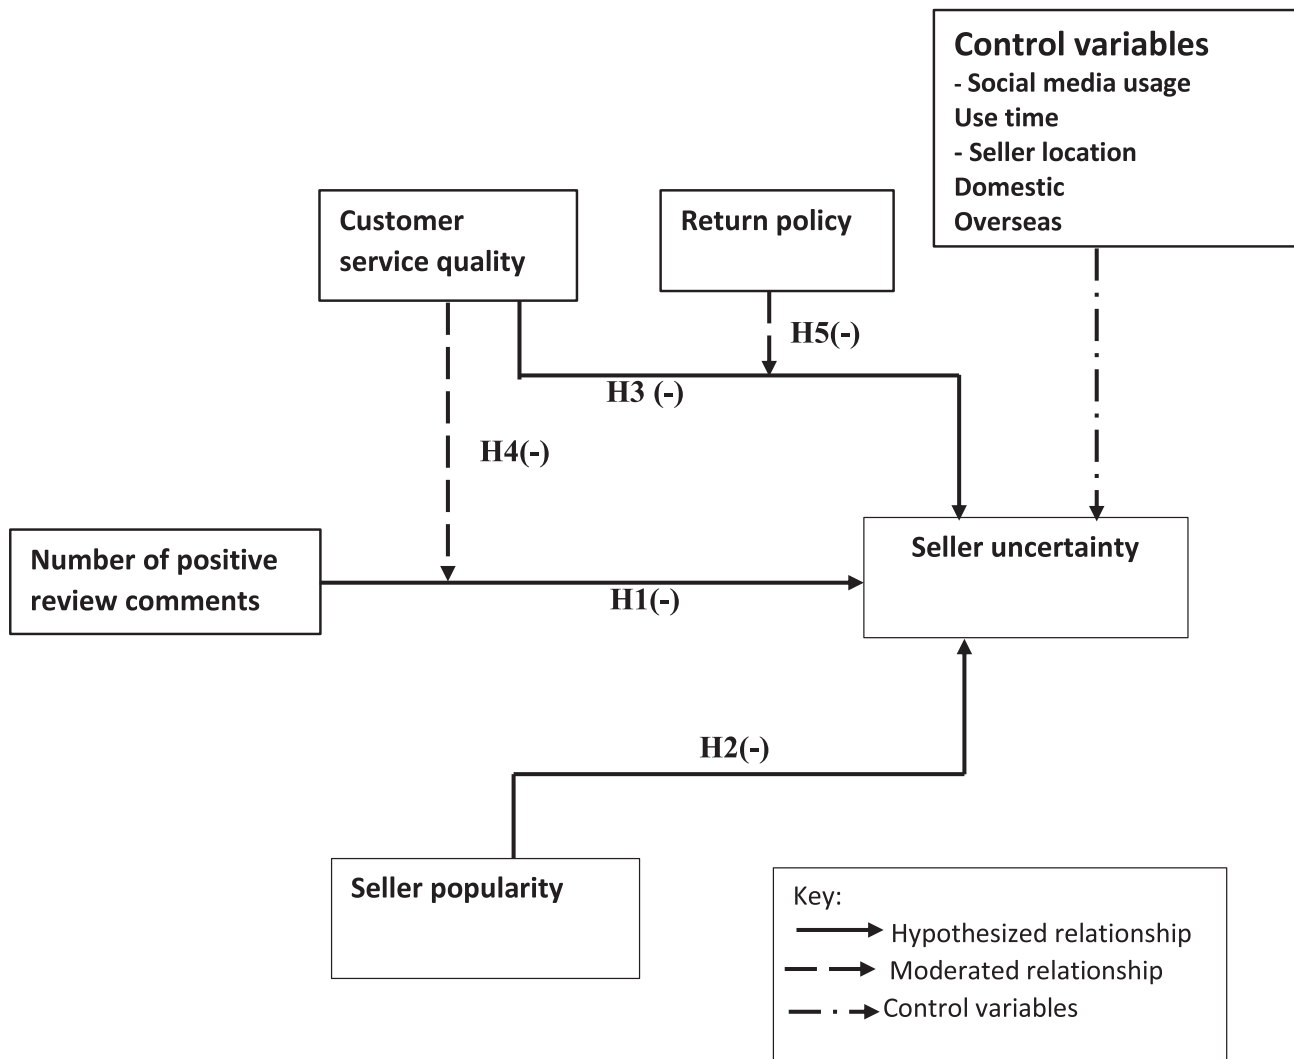 Control variables
- Social media usage
Use time
- Seller location
Domestic
Overseas
Customer
service quality
Return policy
H5(-)
H3 (-)
H4(-)
Number of positive
review comments
Seller uncertainty
H1(-)
H2(-)
Seller popularity
Key:
Hypothesized relationship
Moderated relationship
Control variables